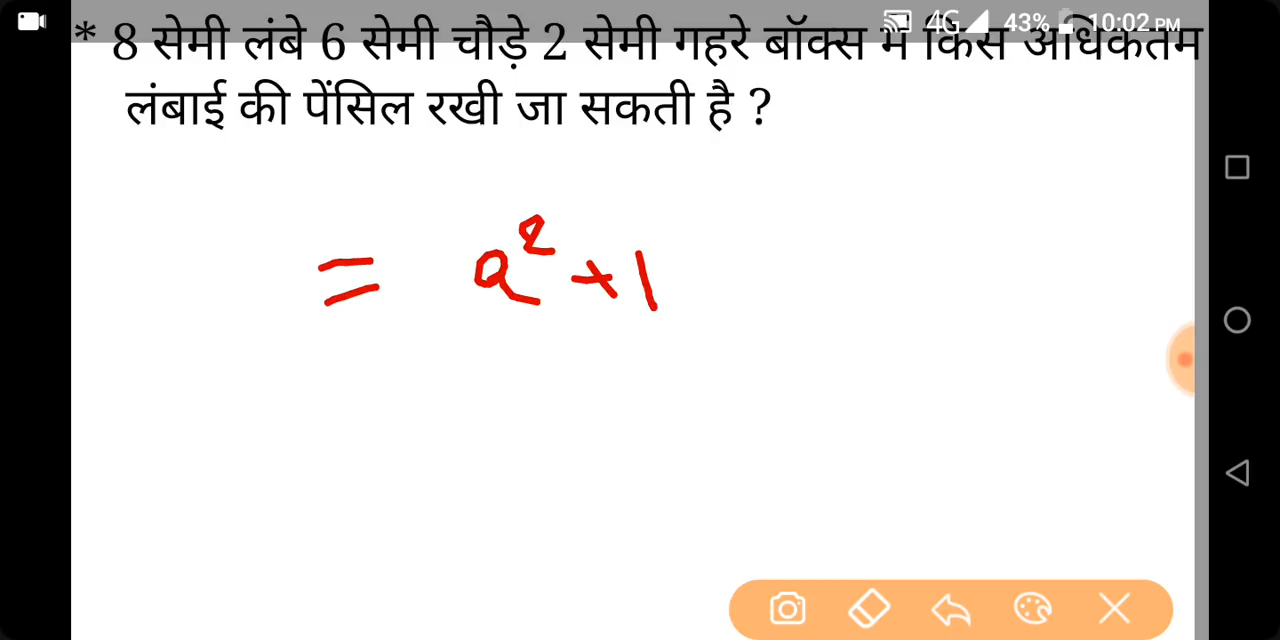 4G 43% 10:02 PM
* 8 सेमी लंबे 6 सेमी चौड़े 2 सेमी गहरे बॉक्स में किस अधिकतम
लंबाई की पेंसिल रखी जा सकती है ?
= a² + 1